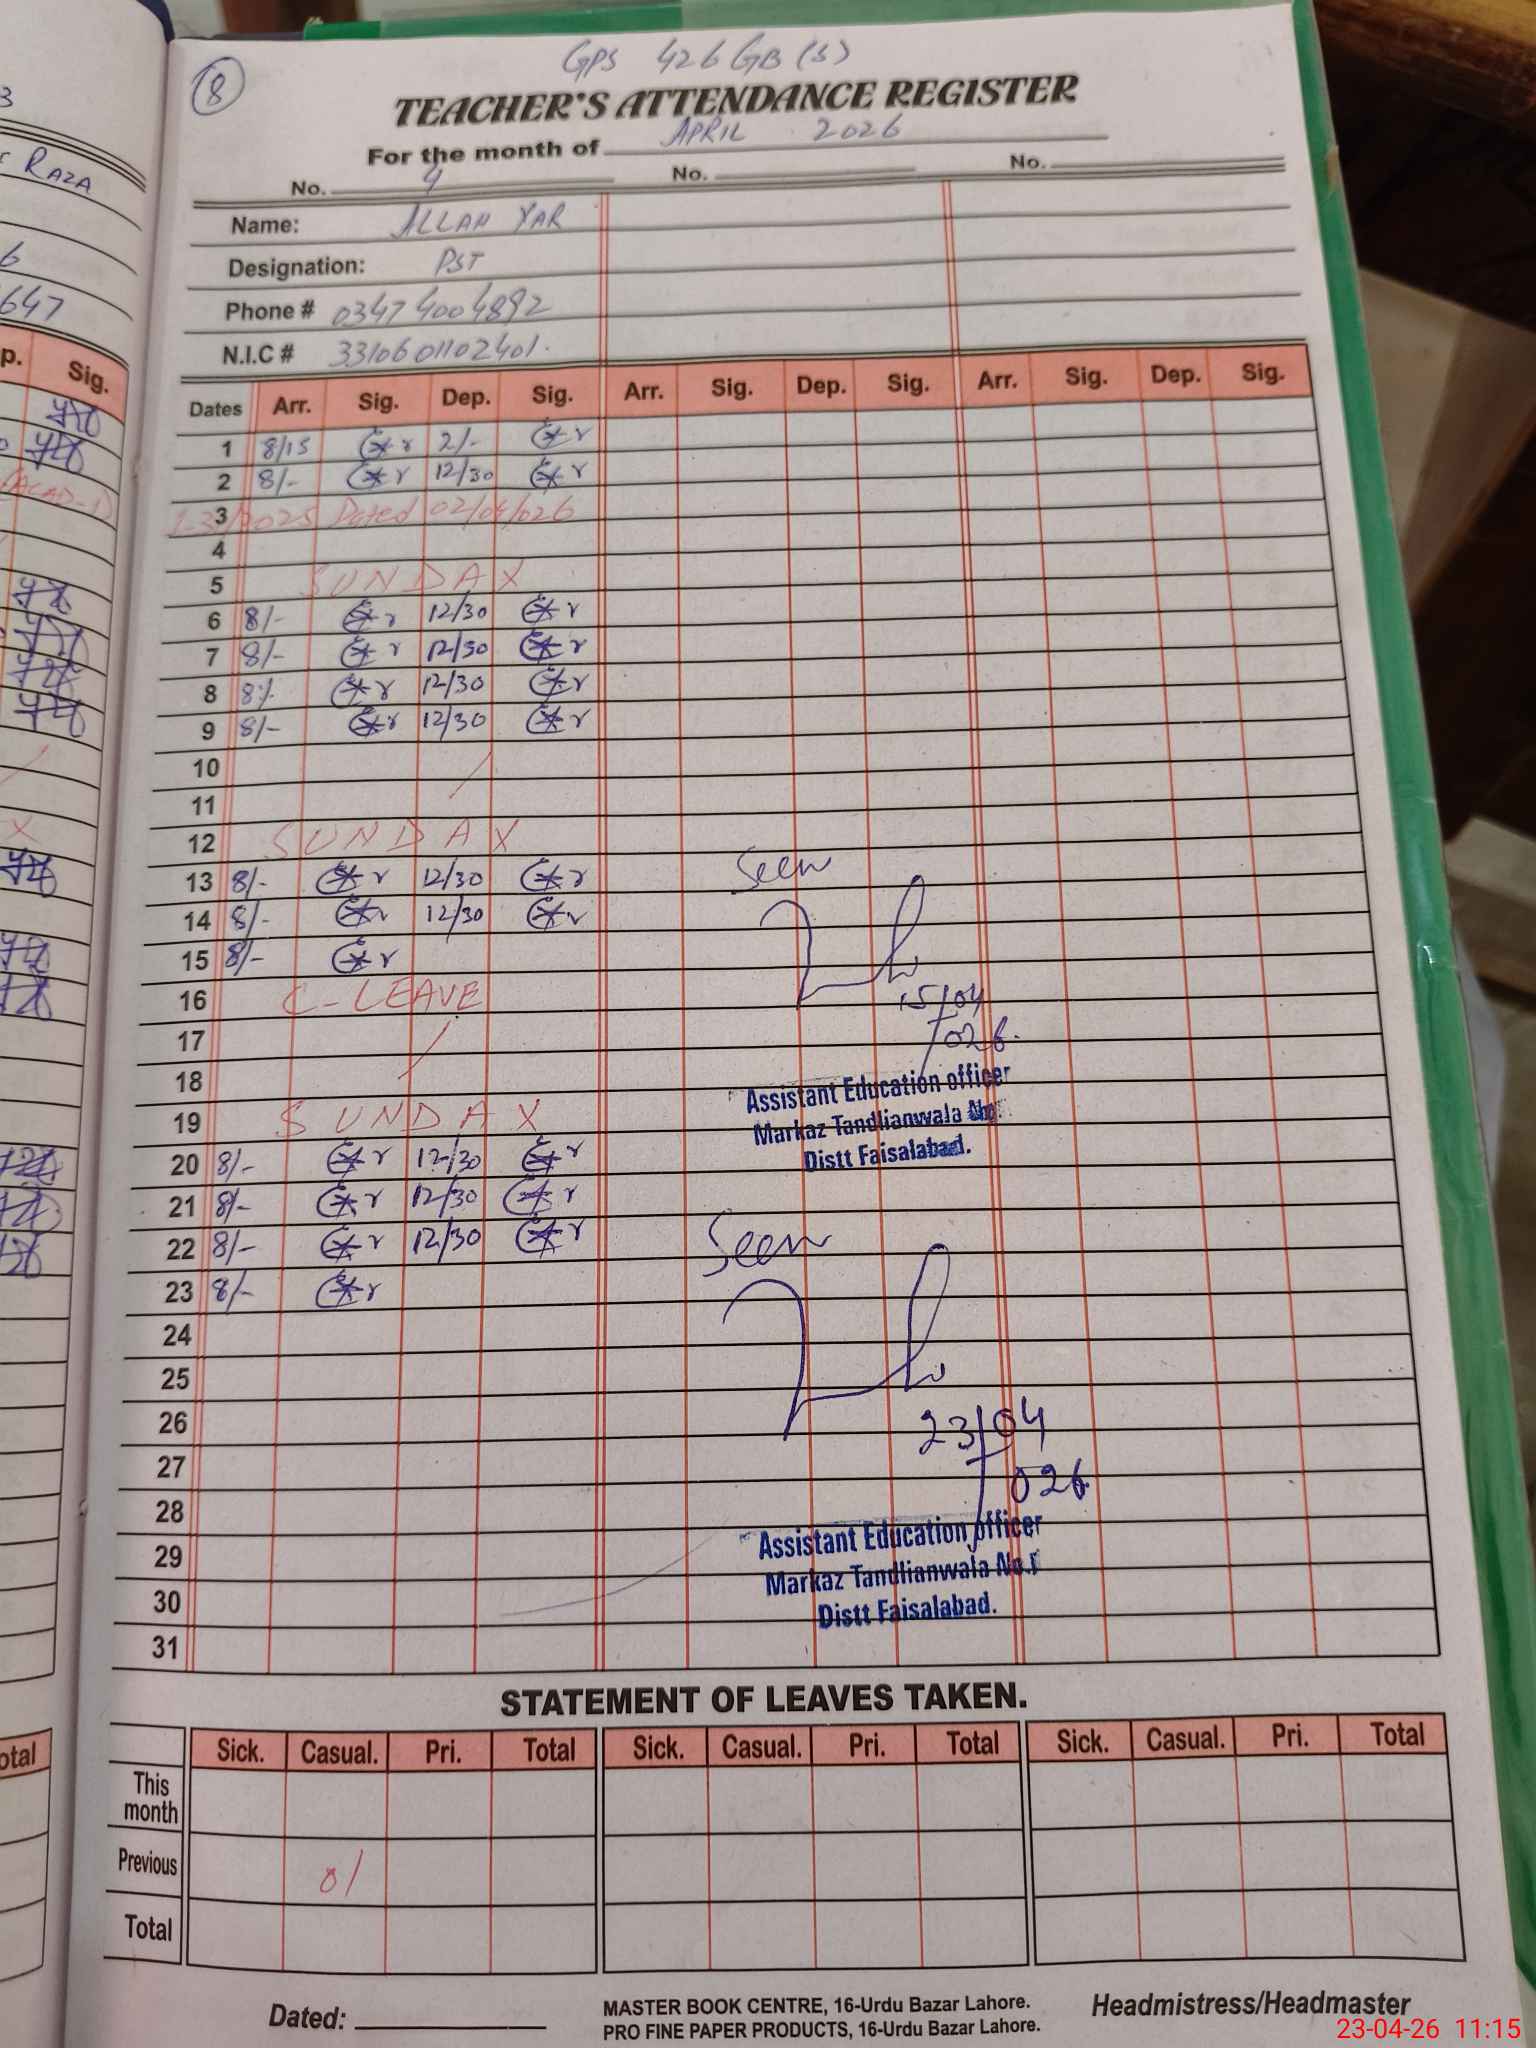 8
GPS 426 GB (S)
TEACHER'S ATTENDANCE REGISTER
For the month of APRIL 2026
No. 4 No. No.
Name: ALLAH YAR
Designation: PST
Phone # 03474004892
N.I.C # 3310601102401.
Dates Arr. Sig. Dep. Sig. Arr. Sig. Dep. Sig. Arr. Sig. Dep. Sig.
1 8/15 2/-
2 8/- 12/30
3 Dated 02/04/026
4
5 SUNDAY
6 8/- 12/30
7 8/- 12/30
8 8/- 12/30
9 8/- 12/30
10
11
12 SUNDAY
13 8/- 12/30 Seen
14 8/- 12/30
15 8/-
16 C-LEAVE 15/04
17 /026.
18
Assistant Education officer
19 SUNDAY Markaz Tandlianwala No.
20 8/- 12/30 Distt Faisalabad.
21 8/- 12/30
22 8/- 12/30 Seen
23 8/-
24
25
26 23/04
27 /026
28
Assistant Education officer
29 Markaz Tandlianwala No.1
30 Distt Faisalabad.
31
STATEMENT OF LEAVES TAKEN.
Sick. Casual. Pri. Total Sick. Casual. Pri. Total Sick. Casual. Pri. Total
This month
Previous 01
Total
Dated:
MASTER BOOK CENTRE, 16-Urdu Bazar Lahore.
PRO FINE PAPER PRODUCTS, 16-Urdu Bazar Lahore.
Headmistress/Headmaster
23-04-26 11:15
RAZA
647
Sig.